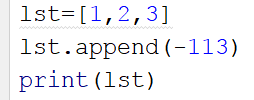 lst=[1,2,3]
lst.append(-113)
print(lst)